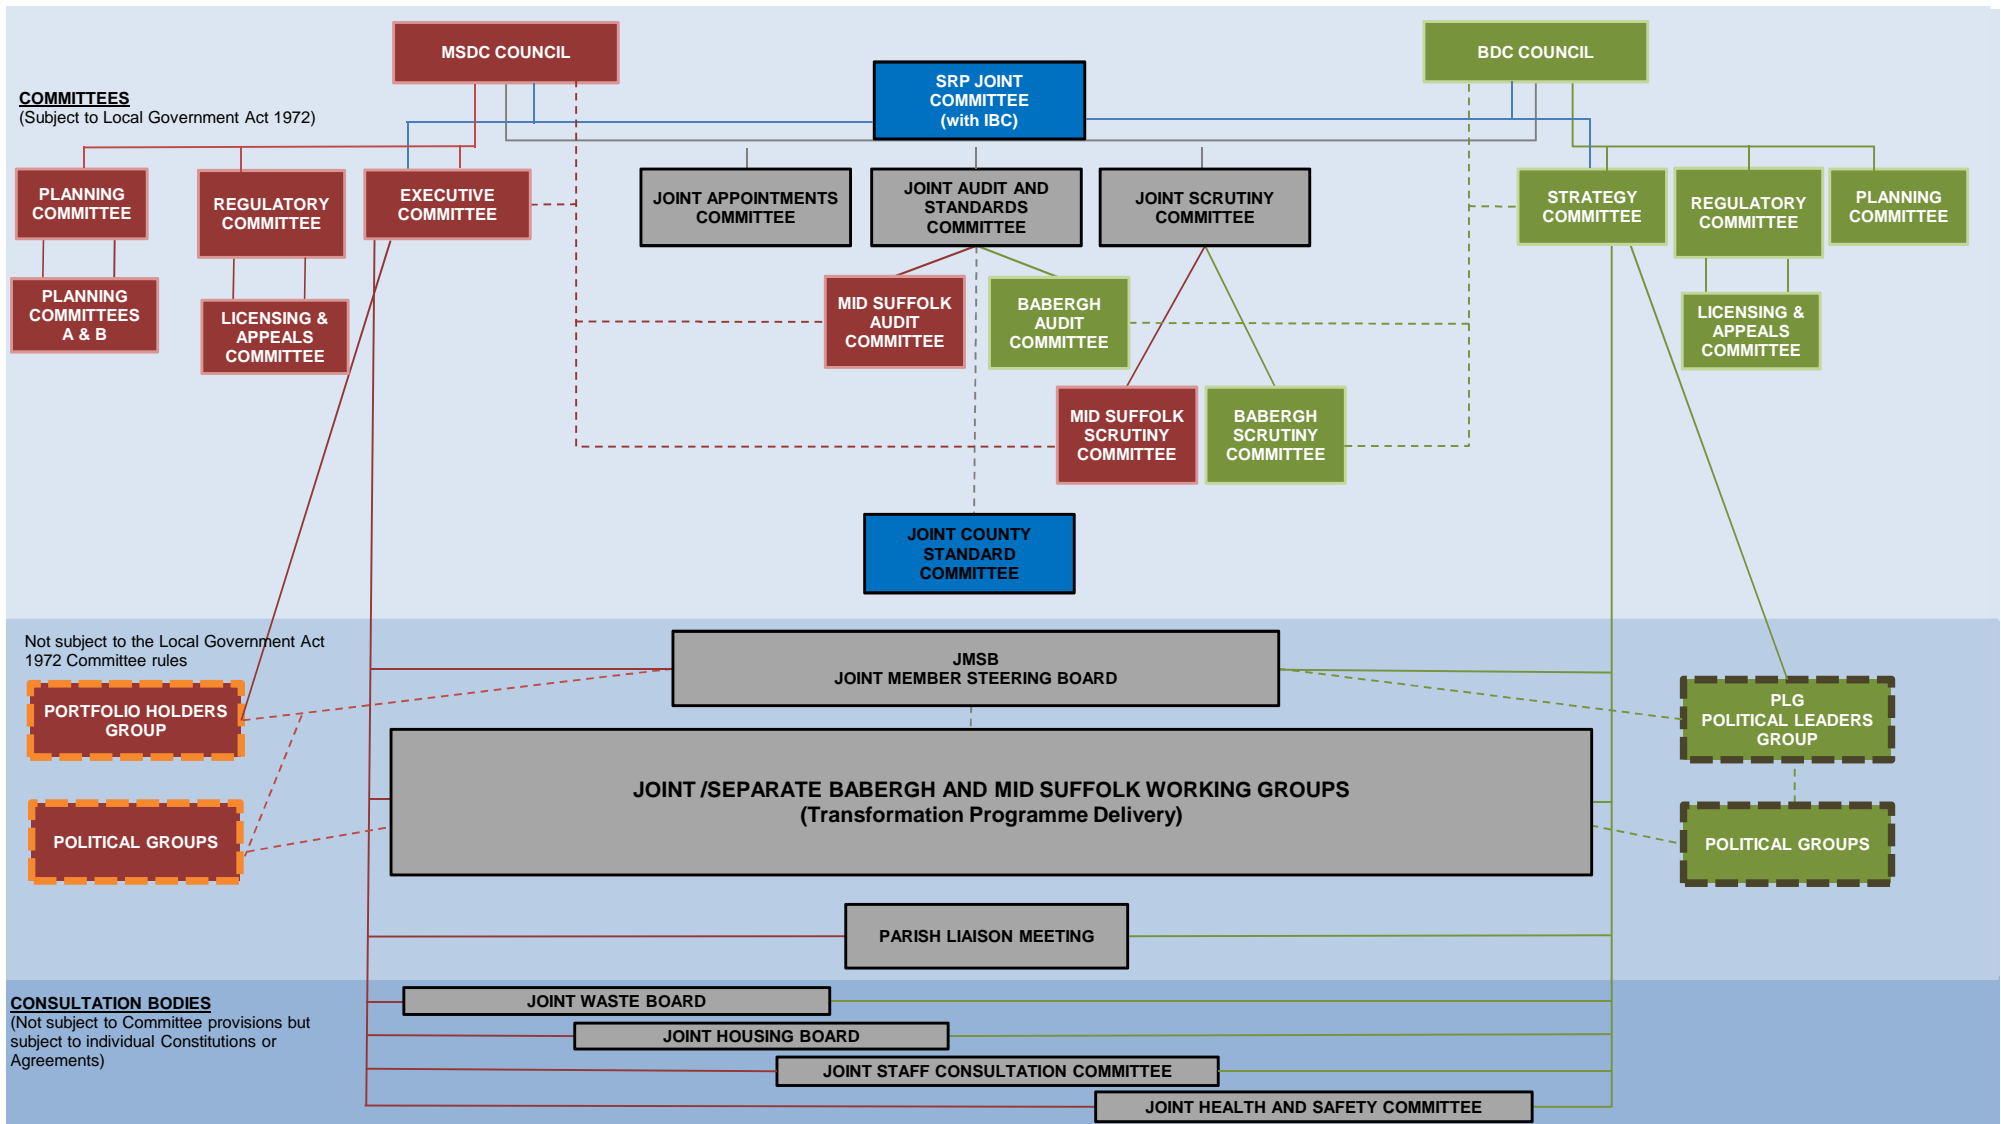 MSDC COUNCIL
BDC COUNCIL
SRP JOINT
COMMITTEE
(with IBC)
COMMITTEES
(Subject to Local Government Act 1972)
PLANNING
COMMITTEE
REGULATORY
COMMITTEE
EXECUTIVE
COMMITTEE
JOINT APPOINTMENTS
COMMITTEE
JOINT AUDIT AND
STANDARDS
COMMITTEE
JOINT SCRUTINY
COMMITTEE
STRATEGY
COMMITTEE
REGULATORY
COMMITTEE
PLANNING
COMMITTEE
PLANNING
COMMITTEES
A & B
LICENSING &
APPEALS
COMMITTEE
MID SUFFOLK
AUDIT
COMMITTEE
BABERGH
AUDIT
COMMITTEE
LICENSING &
APPEALS
COMMITTEE
MID SUFFOLK
SCRUTINY
COMMITTEE
BABERGH
SCRUTINY
COMMITTEE
JOINT COUNTY
STANDARD
COMMITTEE
Not subject to the Local Government Act
1972 Committee rules
JMSB
JOINT MEMBER STEERING BOARD
PORTFOLIO HOLDERS
GROUP
PLG
POLITICAL LEADERS
GROUP
JOINT /SEPARATE BABERGH AND MID SUFFOLK WORKING GROUPS
(Transformation Programme Delivery)
POLITICAL GROUPS
POLITICAL GROUPS
PARISH LIAISON MEETING
CONSULTATION BODIES
(Not subject to Committee provisions but
subject to individual Constitutions or
Agreements)
JOINT WASTE BOARD
JOINT HOUSING BOARD
JOINT STAFF CONSULTATION COMMITTEE
JOINT HEALTH AND SAFETY COMMITTEE